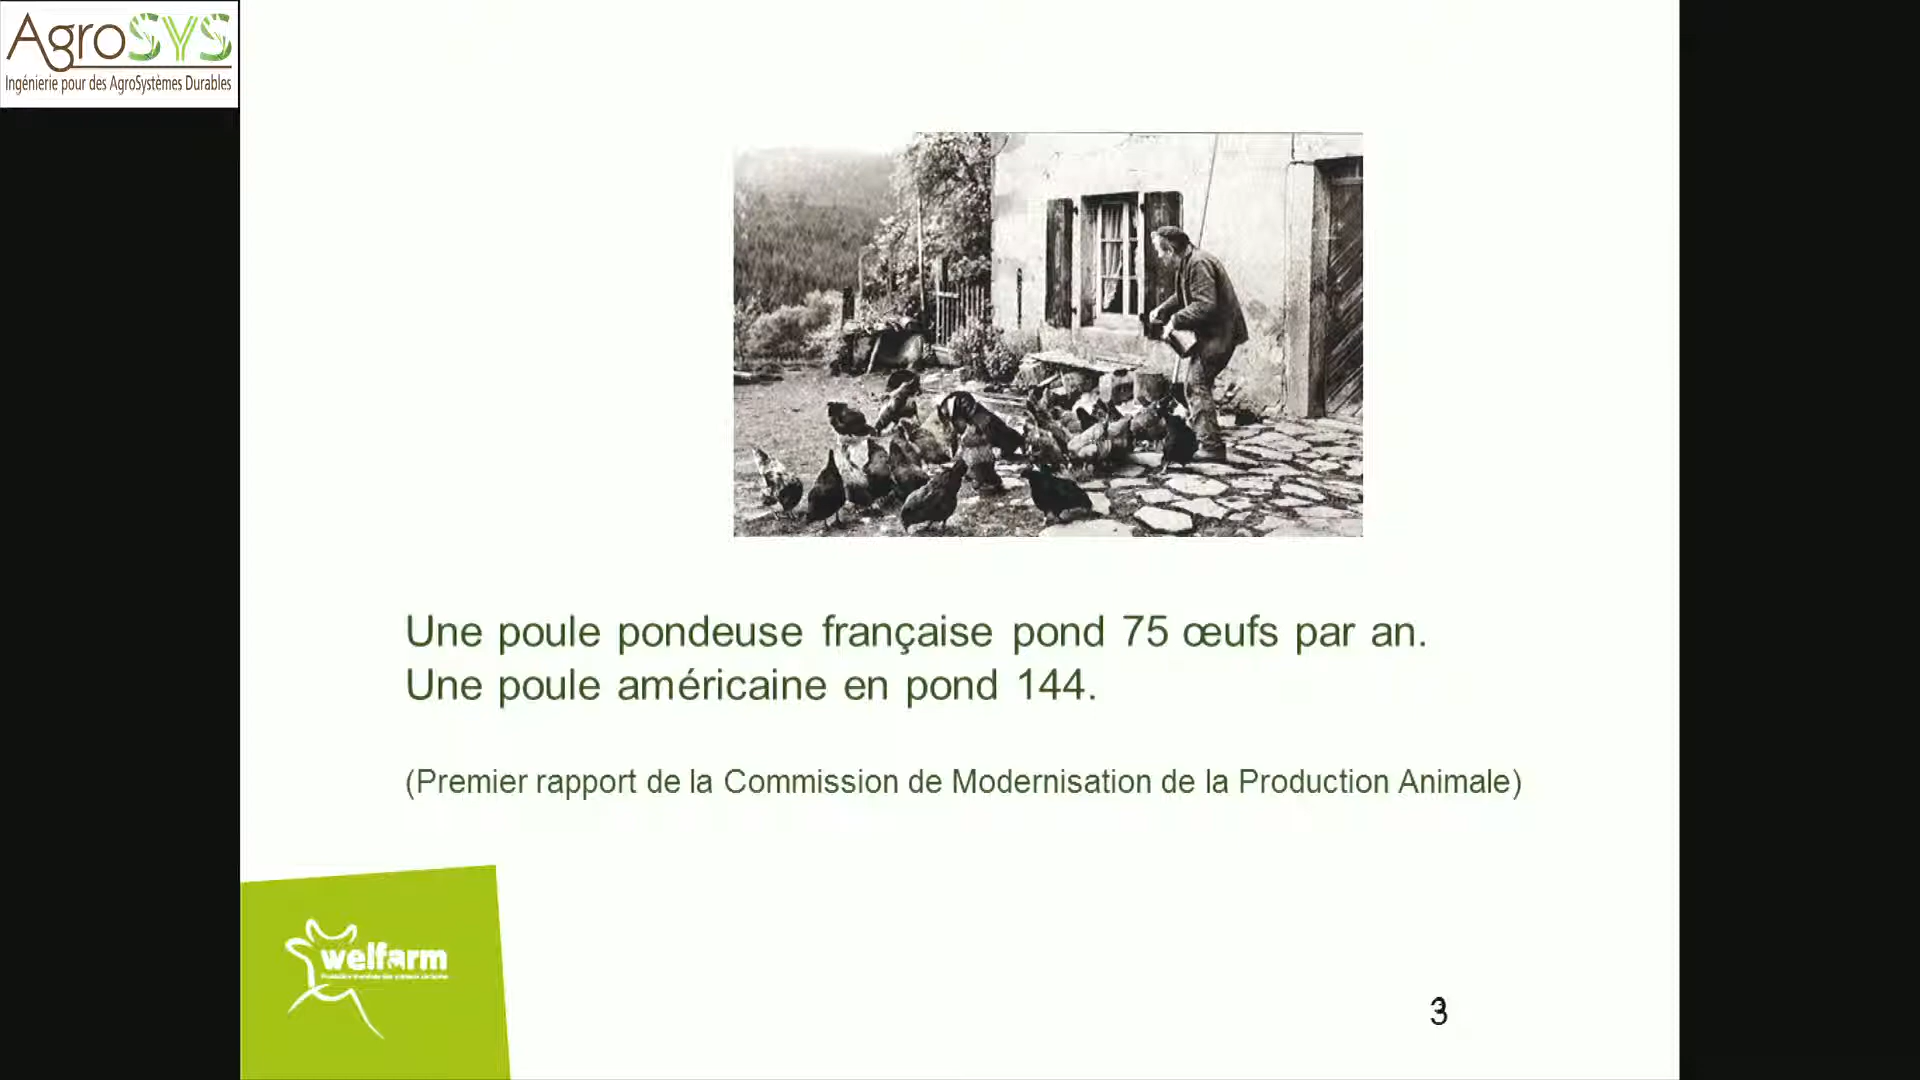 AgroSYS
Ingénierie pour des AgroSystèmes Durables
Une poule pondeuse française pond 75 œufs par an.
Une poule américaine en pond 144.
(Premier rapport de la Commission de Modernisation de la Production Animale)
welfarm
3